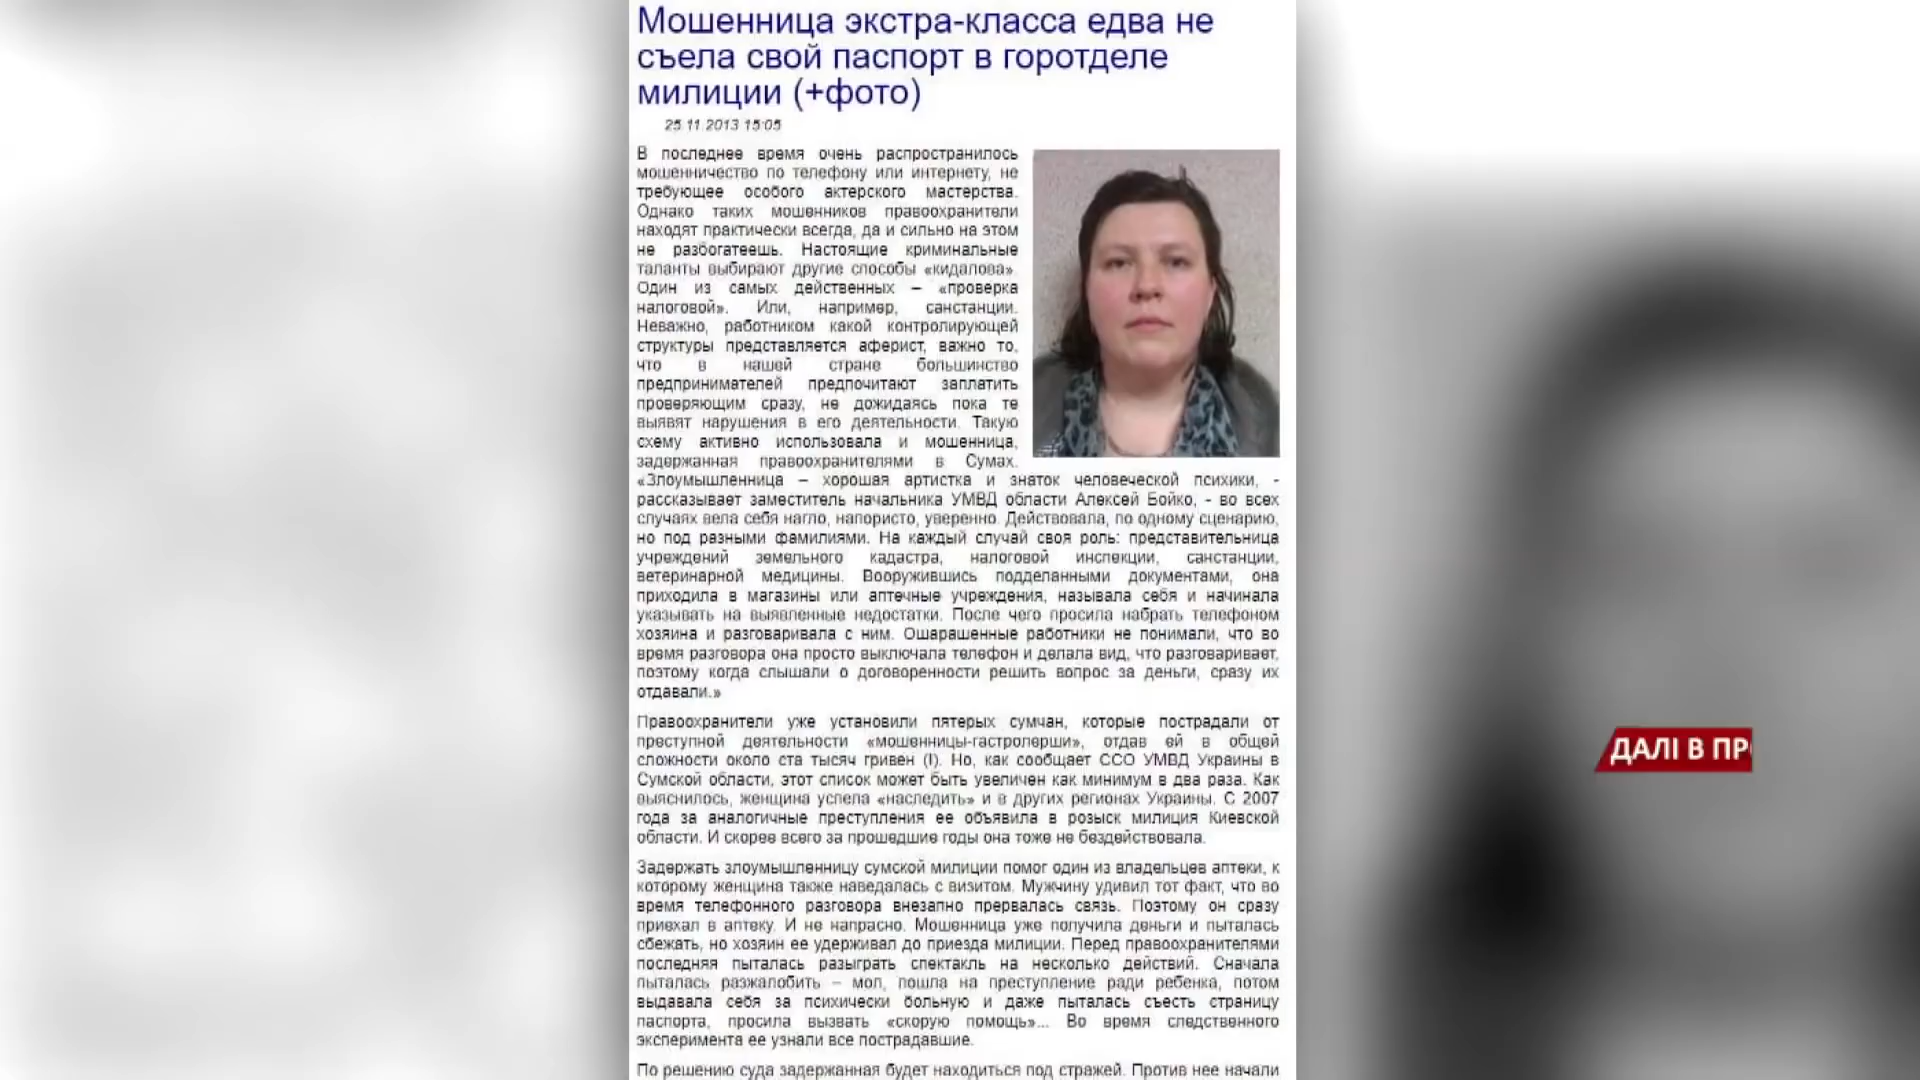 Мошенница экстра-класса едва не
съела свой паспорт в горотделе
милиции (+фото)
25.11.2013 15:05
В последнее время очень распространилось
мошенничество по телефону или интернету, не
требующее особого актерского мастерства.
Однако таких мошенников правоохранители
находят практически всегда, да и сильно на этом
не разбогатеешь. Настоящие криминальные
таланты выбирают другие способы «кидалова».
Один из самых действенных – «проверка
налоговой». Или, например, санстанции.
Неважно, работником какой контролирующей
структуры представляется аферист, важно то,
что в нашей стране большинство
предпринимателей предпочитают заплатить
проверяющим сразу, не дожидаясь пока те
выявят нарушения в его деятельности. Такую
схему активно использовала и мошенница,
задержанная правоохранителями в Сумах.
«Злоумышленница – хорошая артистка и знаток человеческой психики, -
рассказывает заместитель начальника УМВД области Алексей Бойко, - во всех
случаях вела себя нагло, напористо, уверенно. Действовала, по одному сценарию,
но под разными фамилиями. На каждый случай своя роль: представительница
учреждений земельного кадастра, налоговой инспекции, санстанции,
ветеринарной медицины. Вооружившись подделанными документами, она
приходила в магазины или аптечные учреждения, называла себя и начинала
указывать на выявленные недостатки. После чего просила набрать телефоном
хозяина и разговаривала с ним. Ошарашенные работники не понимали, что во
время разговора она просто выключала телефон и делала вид, что разговаривает,
поэтому когда слышали о договоренности решить вопрос за деньги, сразу их
отдавали.»
Правоохранители уже установили пятерых сумчан, которые пострадали от
преступной деятельности «мошенницы-гастролерши», отдав ей в общей
сложности около ста тысяч гривен (!). Но, как сообщает ССО УМВД Украины в
Сумской области, этот список может быть увеличен как минимум в два раза. Как
выяснилось, женщина успела «наследить» и в других регионах Украины. С 2007
года за аналогичные преступления ее объявила в розыск милиция Киевской
области. И скорее всего за прошедшие годы она тоже не бездействовала.
Задержать злоумышленницу сумской милиции помог один из владельцев аптеки, к
которому женщина также наведалась с визитом. Мужчину удивил тот факт, что во
время телефонного разговора внезапно прервалась связь. Поэтому он сразу
приехал в аптеку. И не напрасно. Мошенница уже получила деньги и пыталась
сбежать, но хозяин ее удерживал до приезда милиции. Перед правоохранителями
последняя пыталась разыграть спектакль на несколько действий. Сначала
пыталась разжалобить – мол, пошла на преступление ради ребенка, потом
выдавала себя за психически больную и даже пыталась съесть страницу
паспорта, просила вызвать «скорую помощь»... Во время следственного
эксперимента ее узнали все пострадавшие.
По решению суда задержанная будет находиться под стражей. Против нее начали
ДАЛІ В ПРО